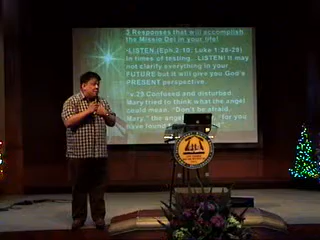 3 Responses that will accomplish
the Missio Dei in your life!
*LISTEN (Eph.2:10; Luke 1:28-29)
In times of testing. LISTEN! It may
not clarify everything in your
FUTURE but it will give you God's
PRESENT perspective.
*v.29 Confused and disturbed,
Mary tried to think what the angel
could mean. "Don't be afraid,
Mary," the angel "for you
have found